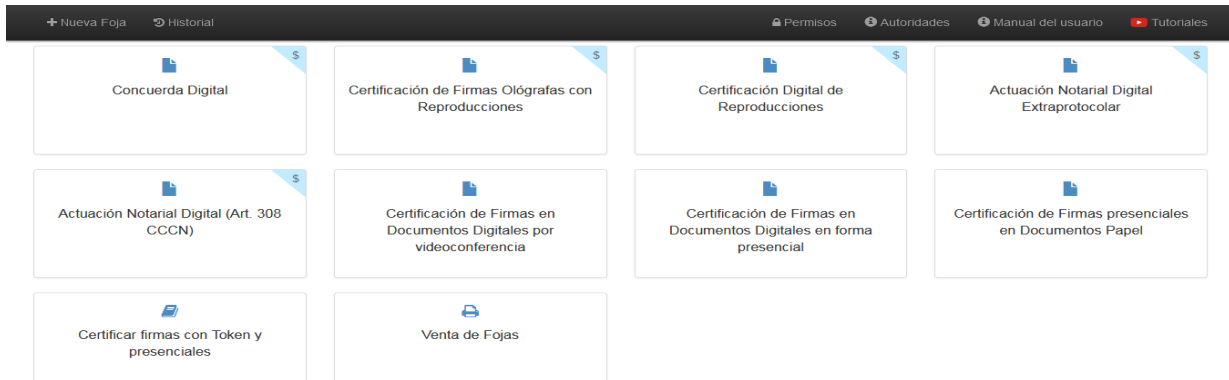 Nueva Foja Historial Permisos Autoridades Manual del usuario Tutoriales
$ $ $ $
Concuerda Digital
Certificación de Firmas Ológrafas con
Reproducciones
Certificación Digital de
Reproducciones
Actuación Notarial Digital
Extraprotocolar
$
Actuación Notarial Digital (Art. 308
CCCN)
Certificación de Firmas en
Documentos Digitales por
videoconferencia
Certificación de Firmas en
Documentos Digitales en forma
presencial
Certificación de Firmas presenciales
en Documentos Papel
Certificar firmas con Token y
presenciales
Venta de Fojas